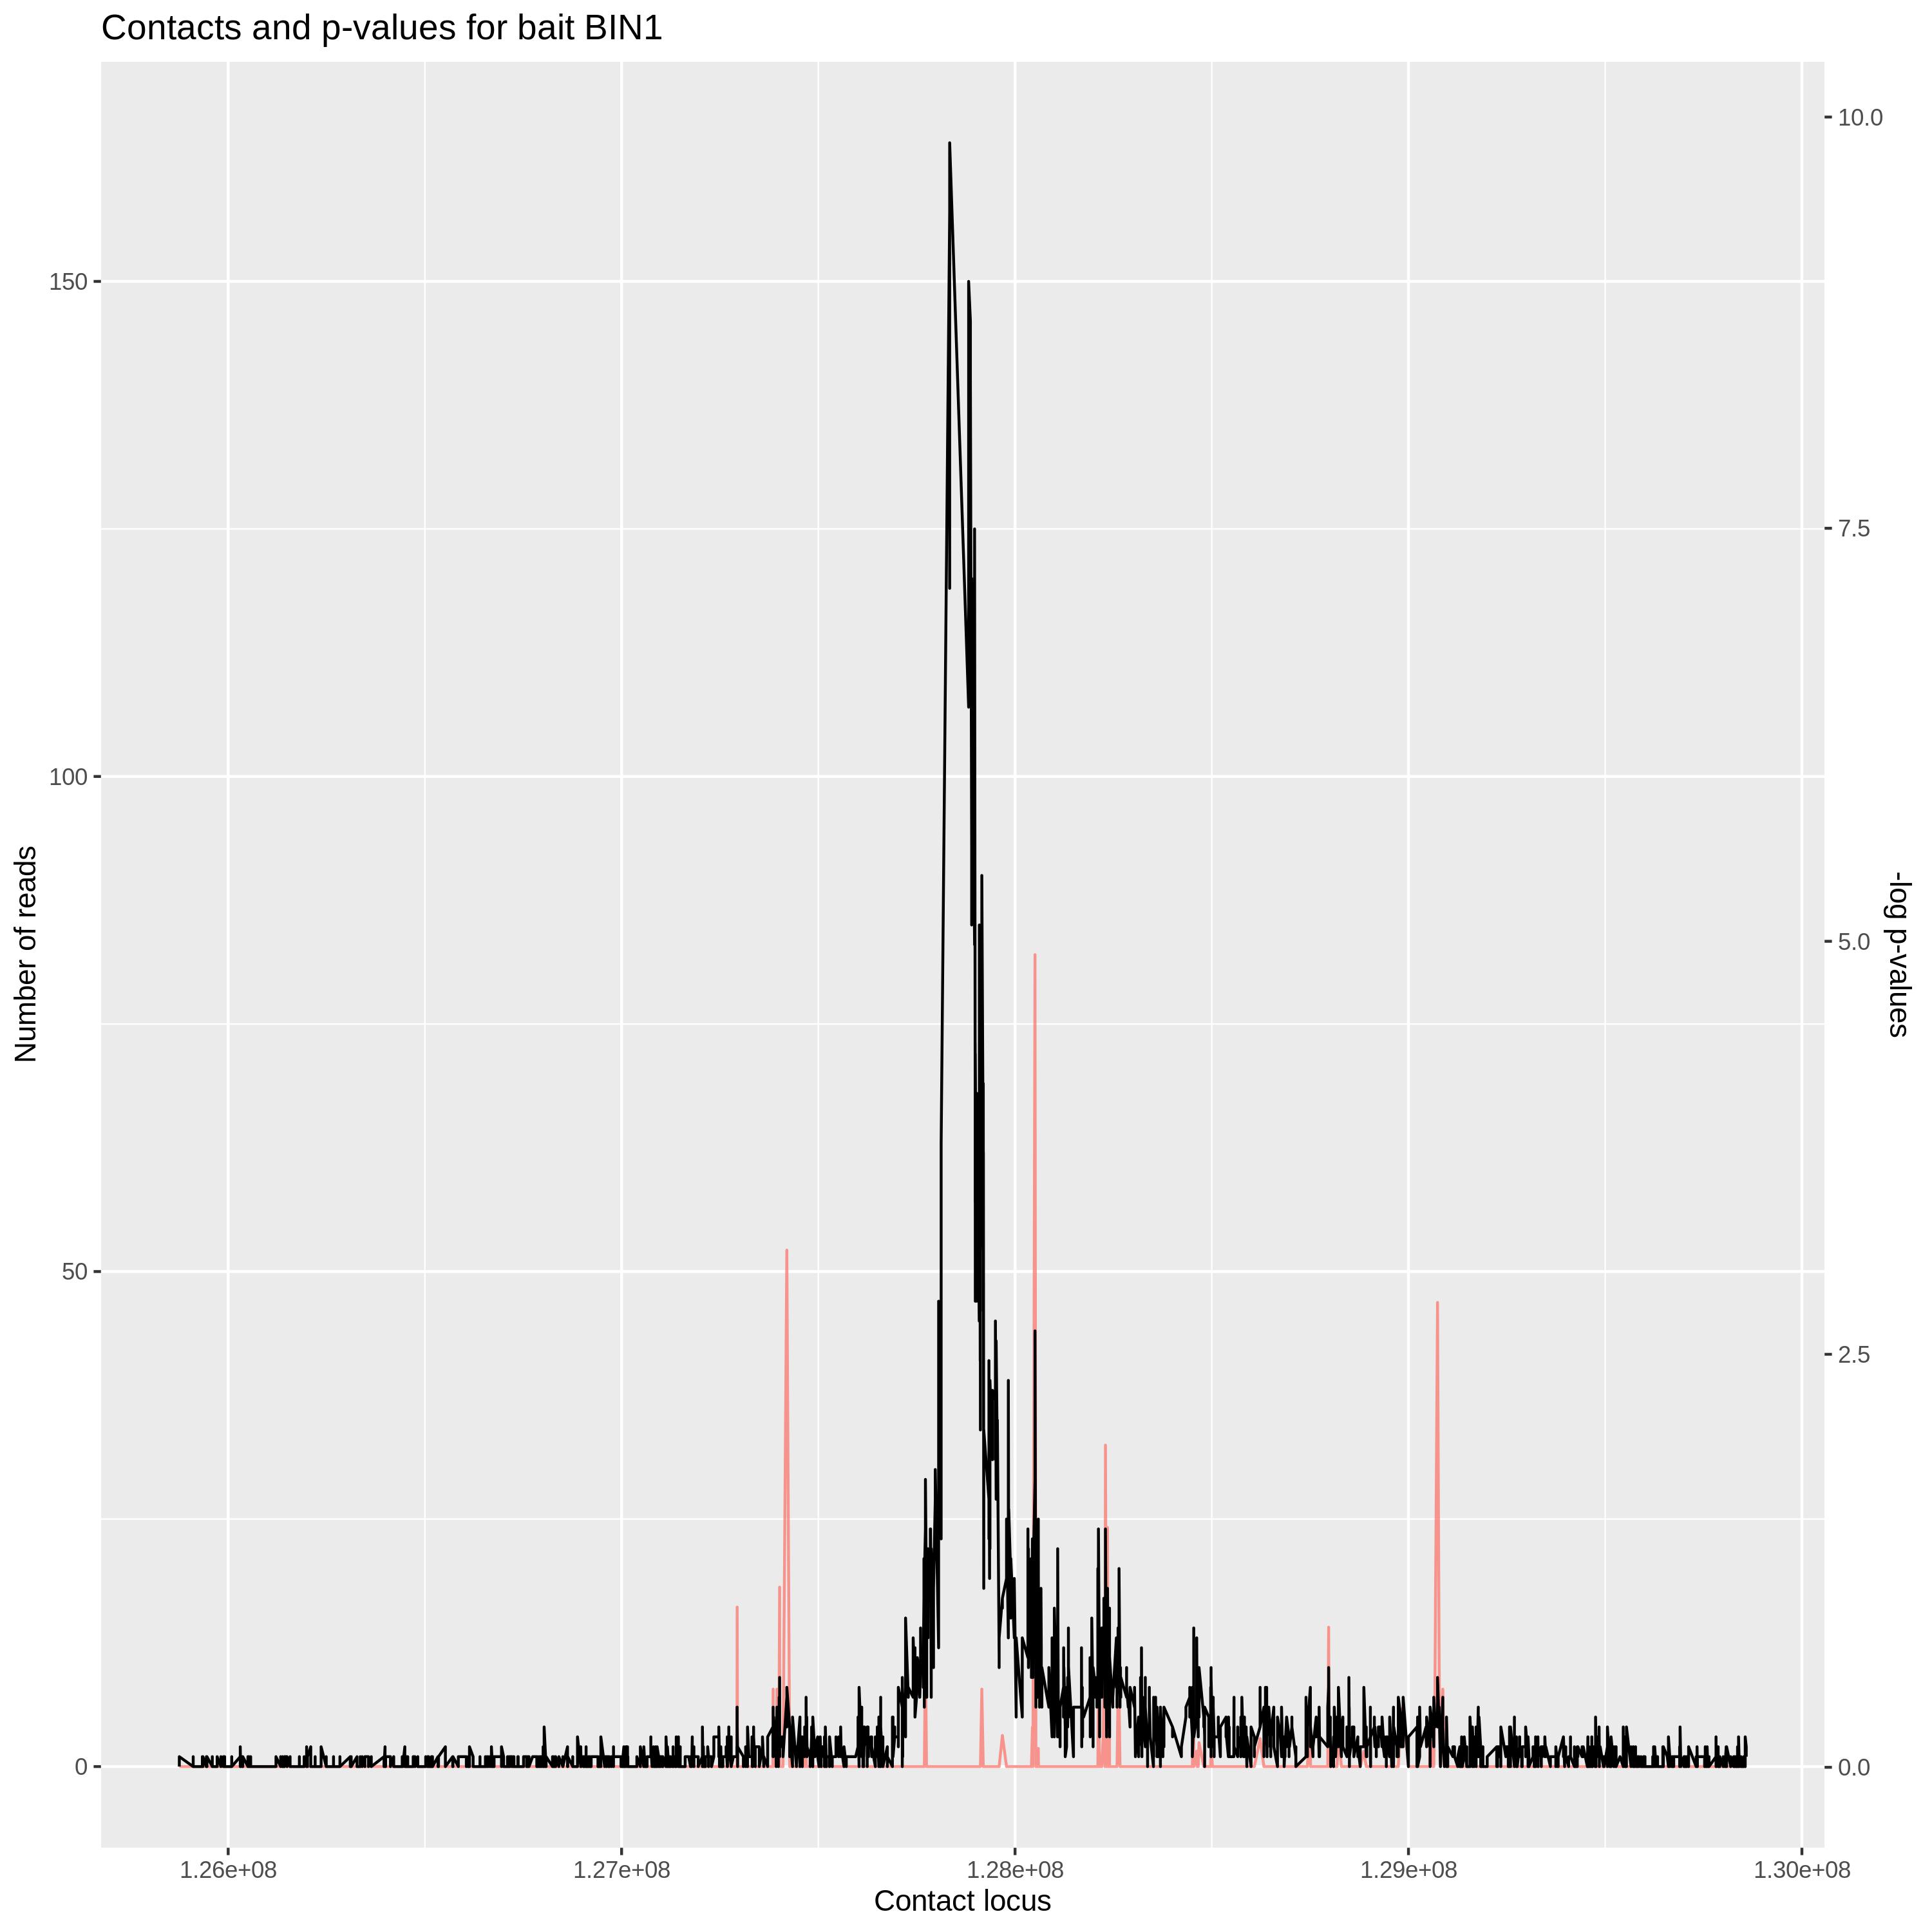 Contacts and p-values for bait BIN1
10.0
150
7.5
100
5.0
Number of reads
-log p-values
50
2.5
0
0.0
1.26e+08
1.27e+08
1.28e+08
1.29e+08
1.30e+08
Contact locus